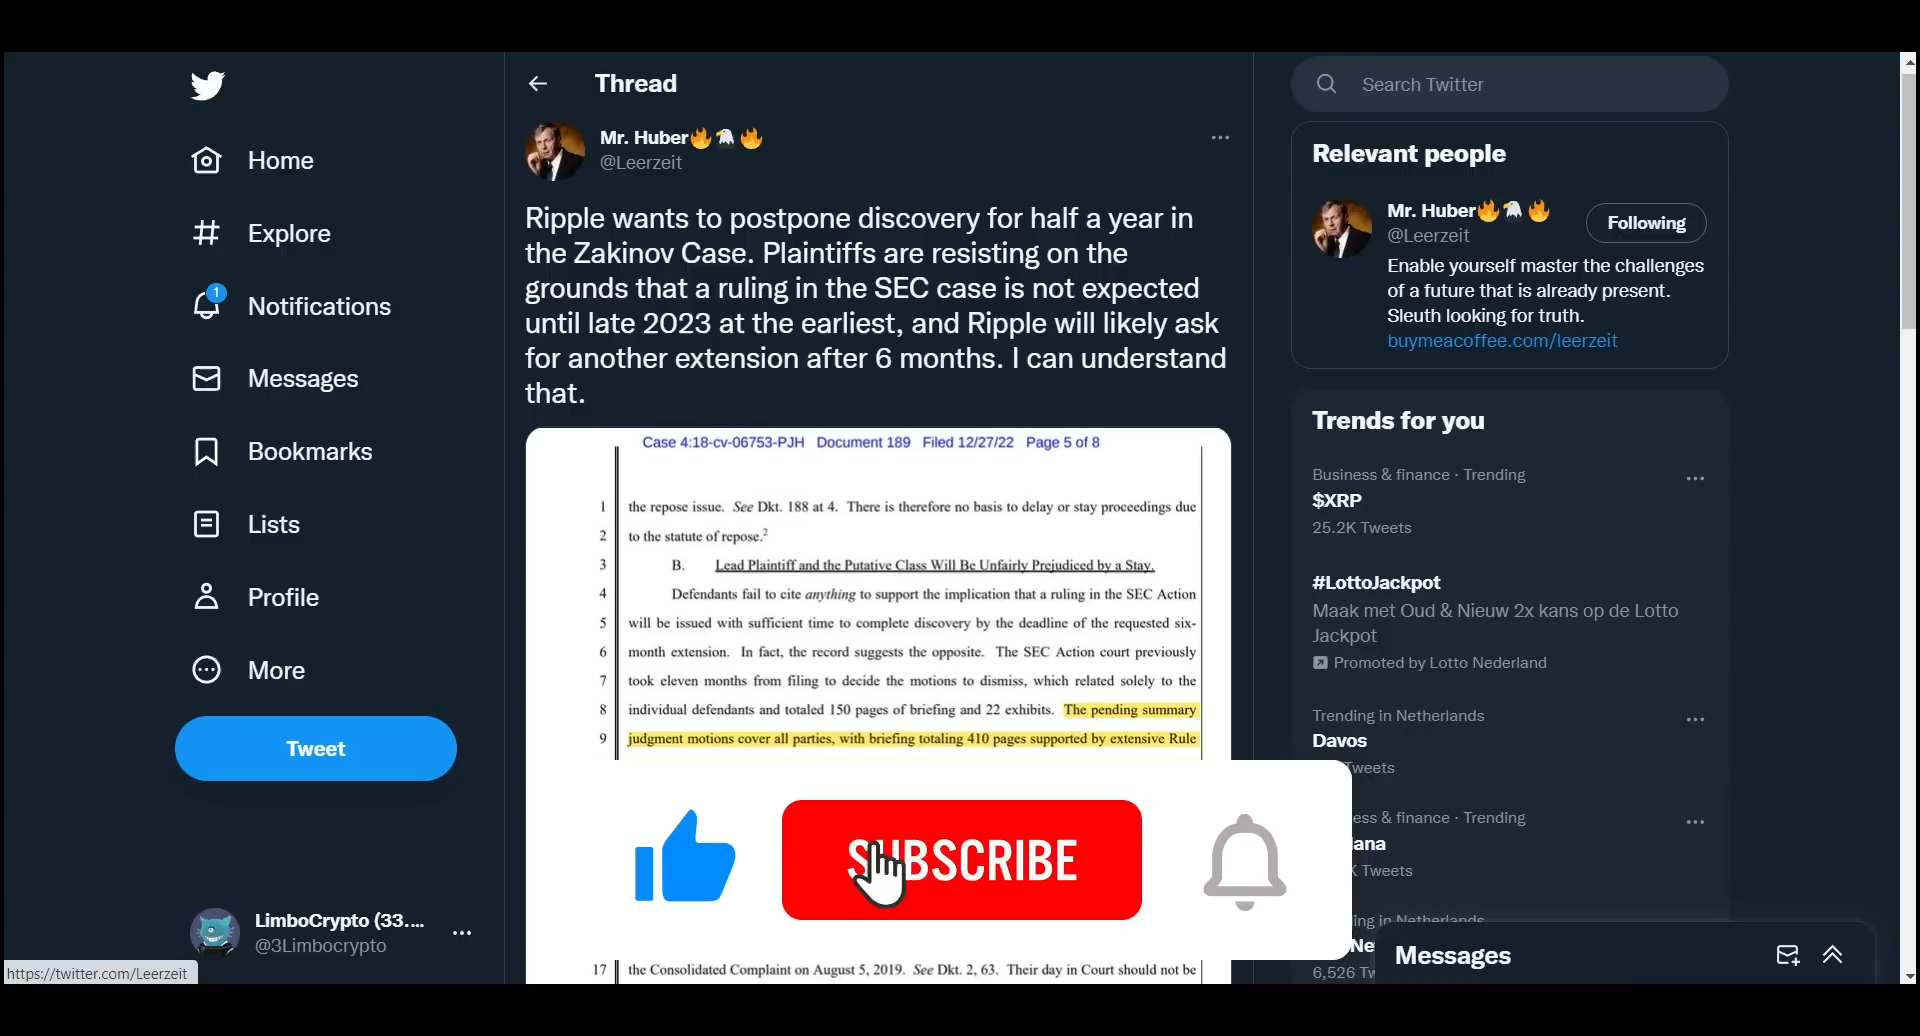 Home
Explore
1
Notifications
Messages
Bookmarks
Lists
Profile
More
Tweet
LimboCrypto (33....
@3Limbocrypto
https://twitter.com/Leerzeit
Thread
Mr. Huber🔥🦅🔥
@Leerzeit
Ripple wants to postpone discovery for half a year in
the Zakinov Case. Plaintiffs are resisting on the
grounds that a ruling in the SEC case is not expected
until late 2023 at the earliest, and Ripple will likely ask
for another extension after 6 months. I can understand
that.
Case 4:18-cv-06753-PJH Document 189 Filed 12/27/22 Page 5 of 8
1 the repose issue. See Dkt. 188 at 4. There is therefore no basis to delay or stay proceedings due
2 to the statute of repose.2
3 B. Lead Plaintiff and the Putative Class Will Be Unfairly Prejudiced by a Stay.
4 Defendants fail to cite anything to support the implication that a ruling in the SEC Action
5 will be issued with sufficient time to complete discovery by the deadline of the requested six-
6 month extension. In fact, the record suggests the opposite. The SEC Action court previously
7 took eleven months from filing to decide the motions to dismiss, which related solely to the
8 individual defendants and totaled 150 pages of briefing and 22 exhibits. The pending summary
9 judgment motions cover all parties, with briefing totaling 410 pages supported by extensive Rule
SUBSCRIBE
17 the Consolidated Complaint on August 5, 2019. See Dkt. 2, 63. Their day in Court should not be
Search Twitter
Relevant people
Mr. Huber🔥🦅🔥
@Leerzeit
Following
Enable yourself master the challenges
of a future that is already present.
Sleuth looking for truth.
buymeacoffee.com/leerzeit
Trends for you
Business & finance · Trending
$XRP
25.2K Tweets
#LottoJackpot
Maak met Oud & Nieuw 2x kans op de Lotto
Jackpot
Promoted by Lotto Nederland
Trending in Netherlands
Davos
Tweets
& finance · Trending
Tweets
in Netherlands
6,526
Messages